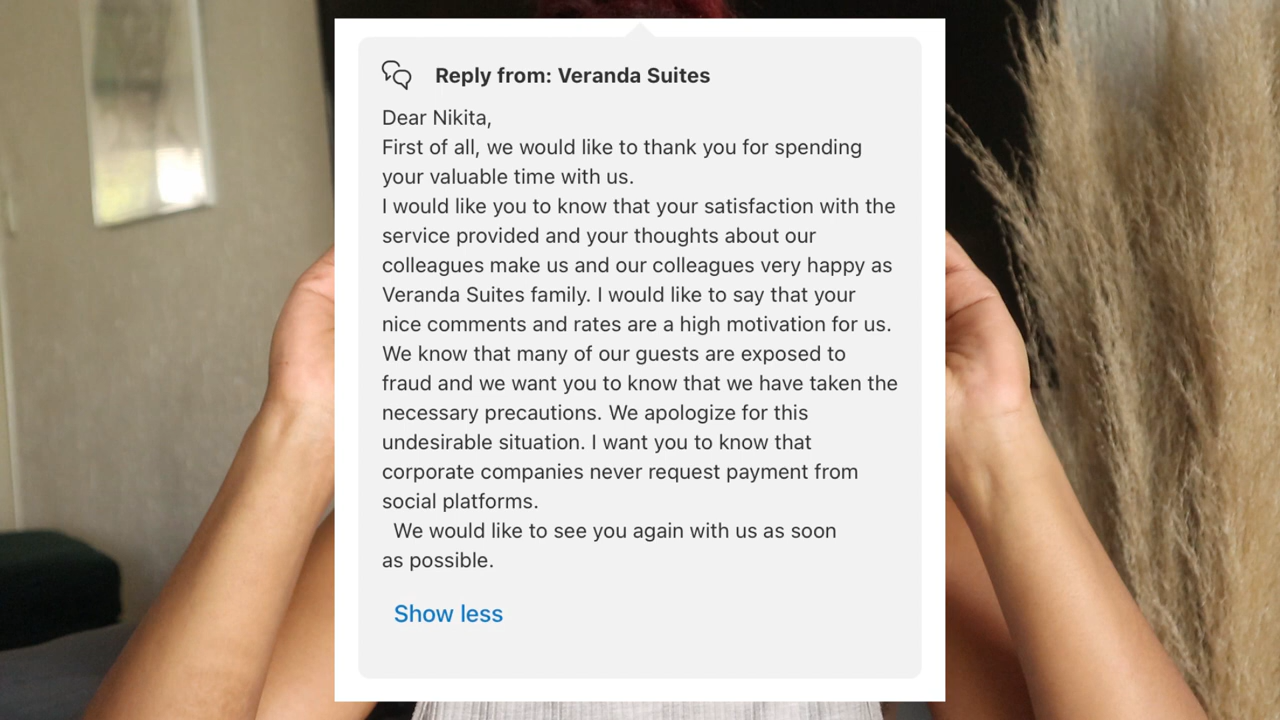 Reply from: Veranda Suites
Dear Nikita,
First of all, we would like to thank you for spending
your valuable time with us.
I would like you to know that your satisfaction with the
service provided and your thoughts about our
colleagues make us and our colleagues very happy as
Veranda Suites family. I would like to say that your
nice comments and rates are a high motivation for us.
We know that many of our guests are exposed to
fraud and we want you to know that we have taken the
necessary precautions. We apologize for this
undesirable situation. I want you to know that
corporate companies never request payment from
social platforms.
We would like to see you again with us as soon
as possible.
Show less